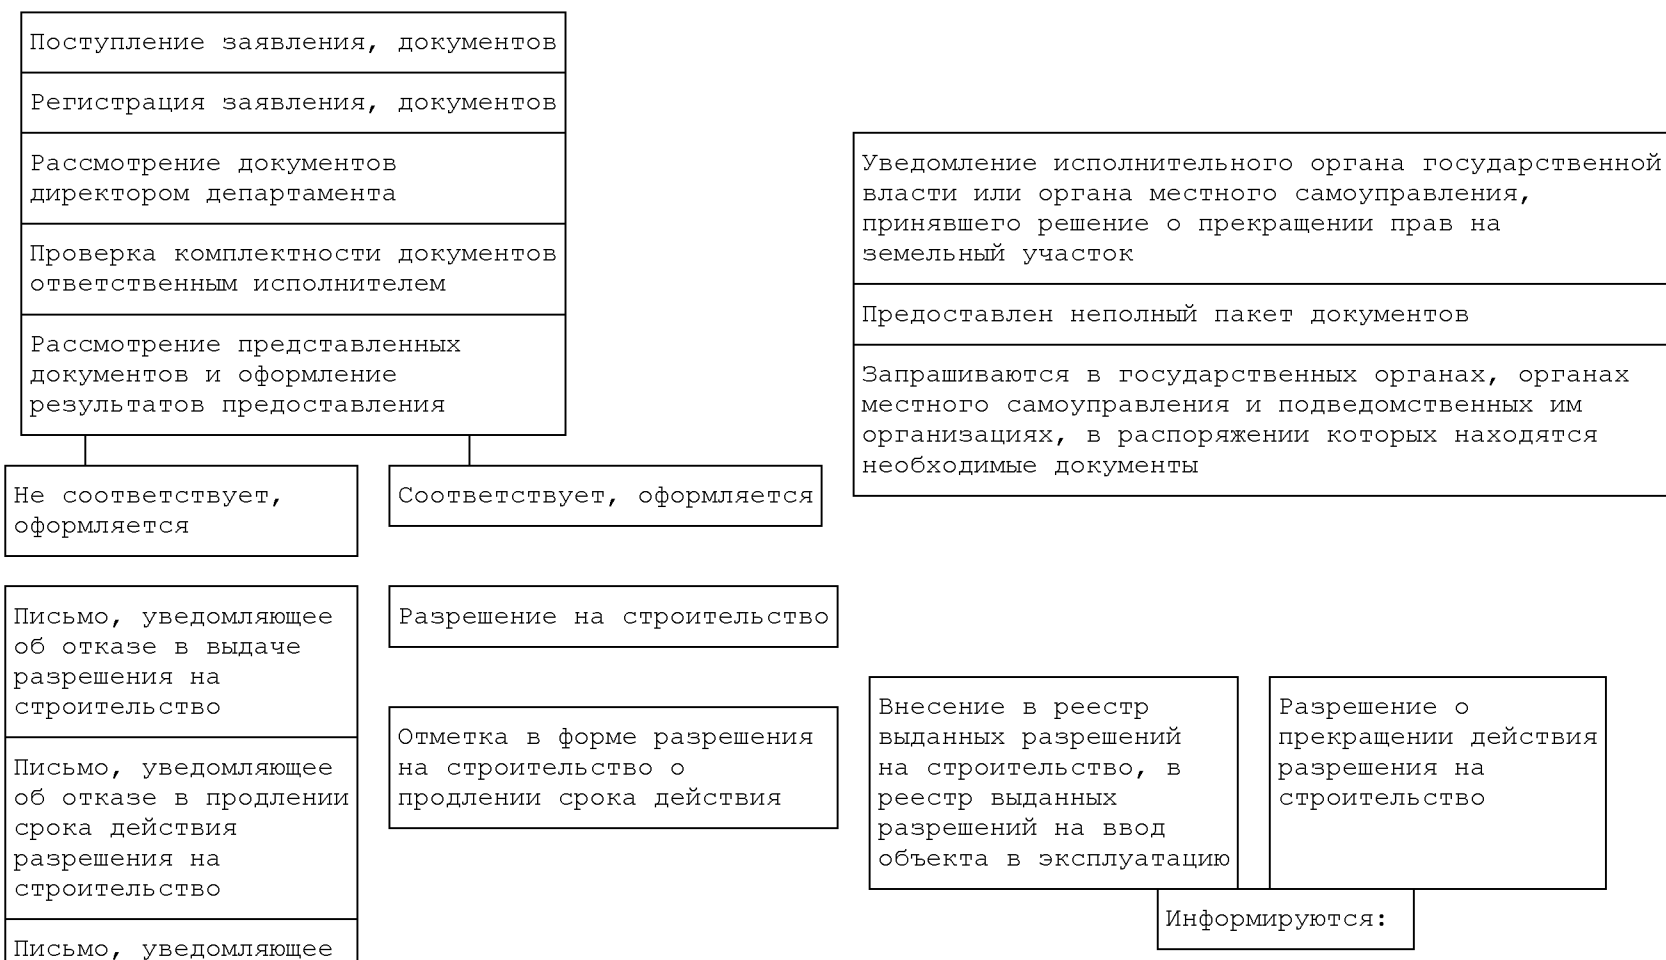 Поступление заявления, документов
Регистрация заявления, документов
Рассмотрение документов
директором департамента
Проверка комплектности документов
ответственным исполнителем
Рассмотрение представленных
документов и оформление
результатов предоставления
Уведомление исполнительного органа государственной
власти или органа местного самоуправления,
принявшего решение о прекращении прав на
земельный участок
Предоставлен неполный пакет документов
Запрашиваются в государственных органах, органах
местного самоуправления и подведомственных им
организациях, в распоряжении которых находятся
необходимые документы
Не соответствует,
оформляется
Соответствует, оформляется
Письмо, уведомляющее
об отказе в выдаче
разрешения на
строительство
Письмо, уведомляющее
об отказе в продлении
срока действия
разрешения на
строительство
Письмо, уведомляющее
Разрешение на строительство
Отметка в форме разрешения
на строительство о
продлении срока действия
Внесение в реестр
выданных разрешений
на строительство, в
реестр выданных
разрешений на ввод
объекта в эксплуатацию
Разрешение о
прекращении действия
разрешения на
строительство
Информируются: